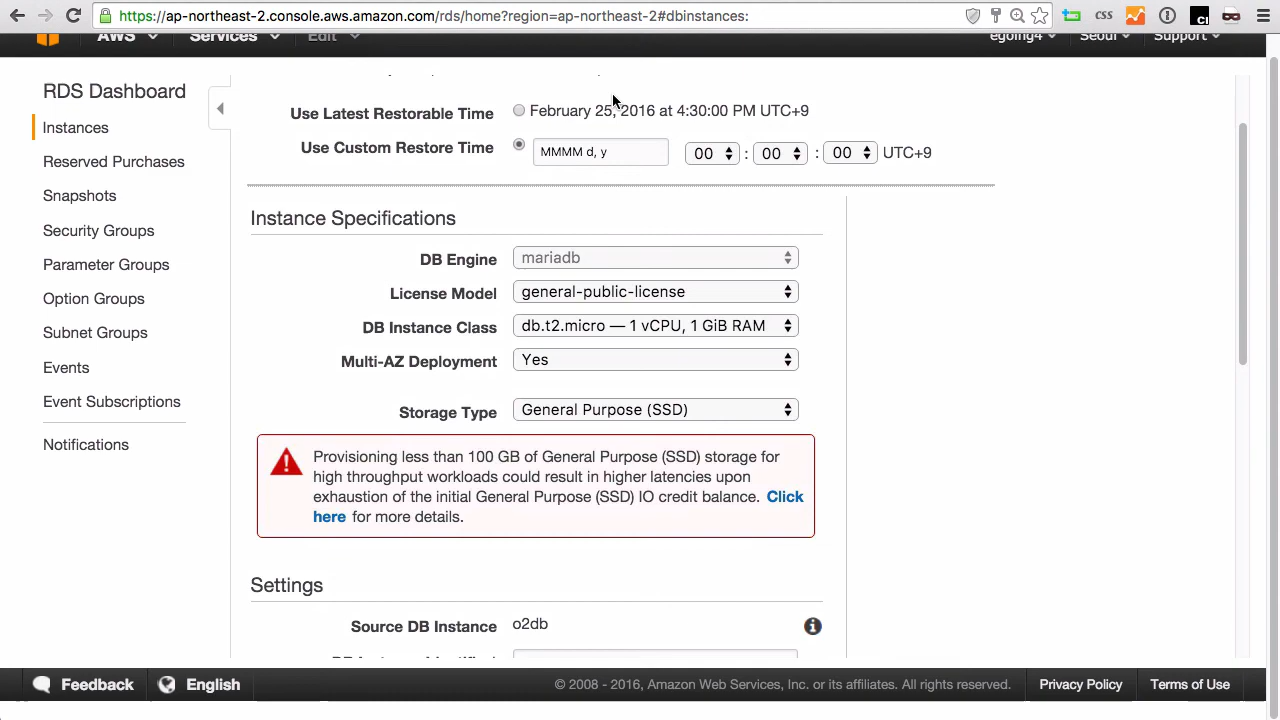 https://ap-northeast-2.console.aws.amazon.com/rds/home?region=ap-northeast-2#dbinstances:
css
AWS Services Edit egoing4 Seoul Support
RDS Dashboard
Instances
Reserved Purchases
Snapshots
Security Groups
Parameter Groups
Option Groups
Subnet Groups
Events
Event Subscriptions
Notifications
Use Latest Restorable Time February 25, 2016 at 4:30:00 PM UTC+9
Use Custom Restore Time MMMM d, y 00 : 00 : 00 UTC+9
Instance Specifications
DB Engine mariadb
License Model general-public-license
DB Instance Class db.t2.micro — 1 vCPU, 1 GiB RAM
Multi-AZ Deployment Yes
Storage Type General Purpose (SSD)
Provisioning less than 100 GB of General Purpose (SSD) storage for
high throughput workloads could result in higher latencies upon
exhaustion of the initial General Purpose (SSD) IO credit balance. Click
here for more details.
Settings
Source DB Instance o2db
Feedback English © 2008 - 2016, Amazon Web Services, Inc. or its affiliates. All rights reserved. Privacy Policy Terms of Use